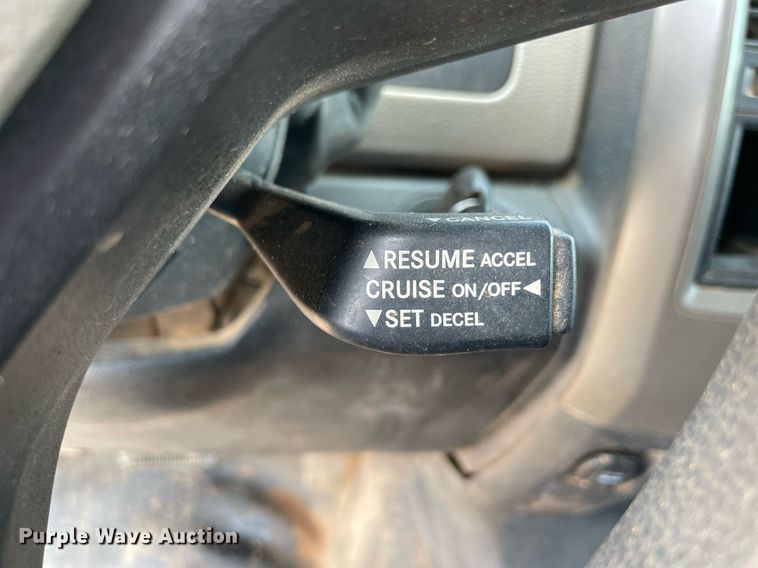 CANCEL
▲RESUME ACCEL
CRUISE ON/OFF◄
▼SET DECEL
Purple Wave Auction